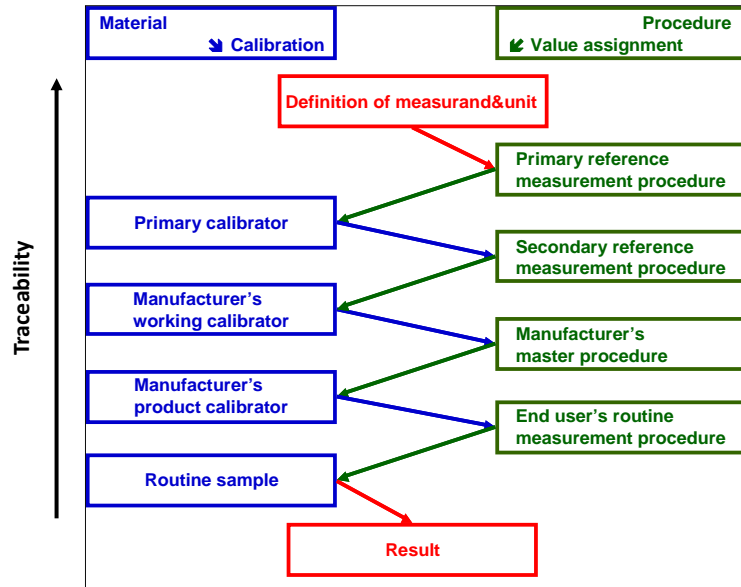 Material
↘ Calibration
Procedure
↙ Value assignment
Definition of measurand&unit
Primary reference
measurement procedure
Primary calibrator
Secondary reference
measurement procedure
Manufacturer's
working calibrator
Manufacturer's
master procedure
Manufacturer's
product calibrator
End user's routine
measurement procedure
Routine sample
Result
Traceability